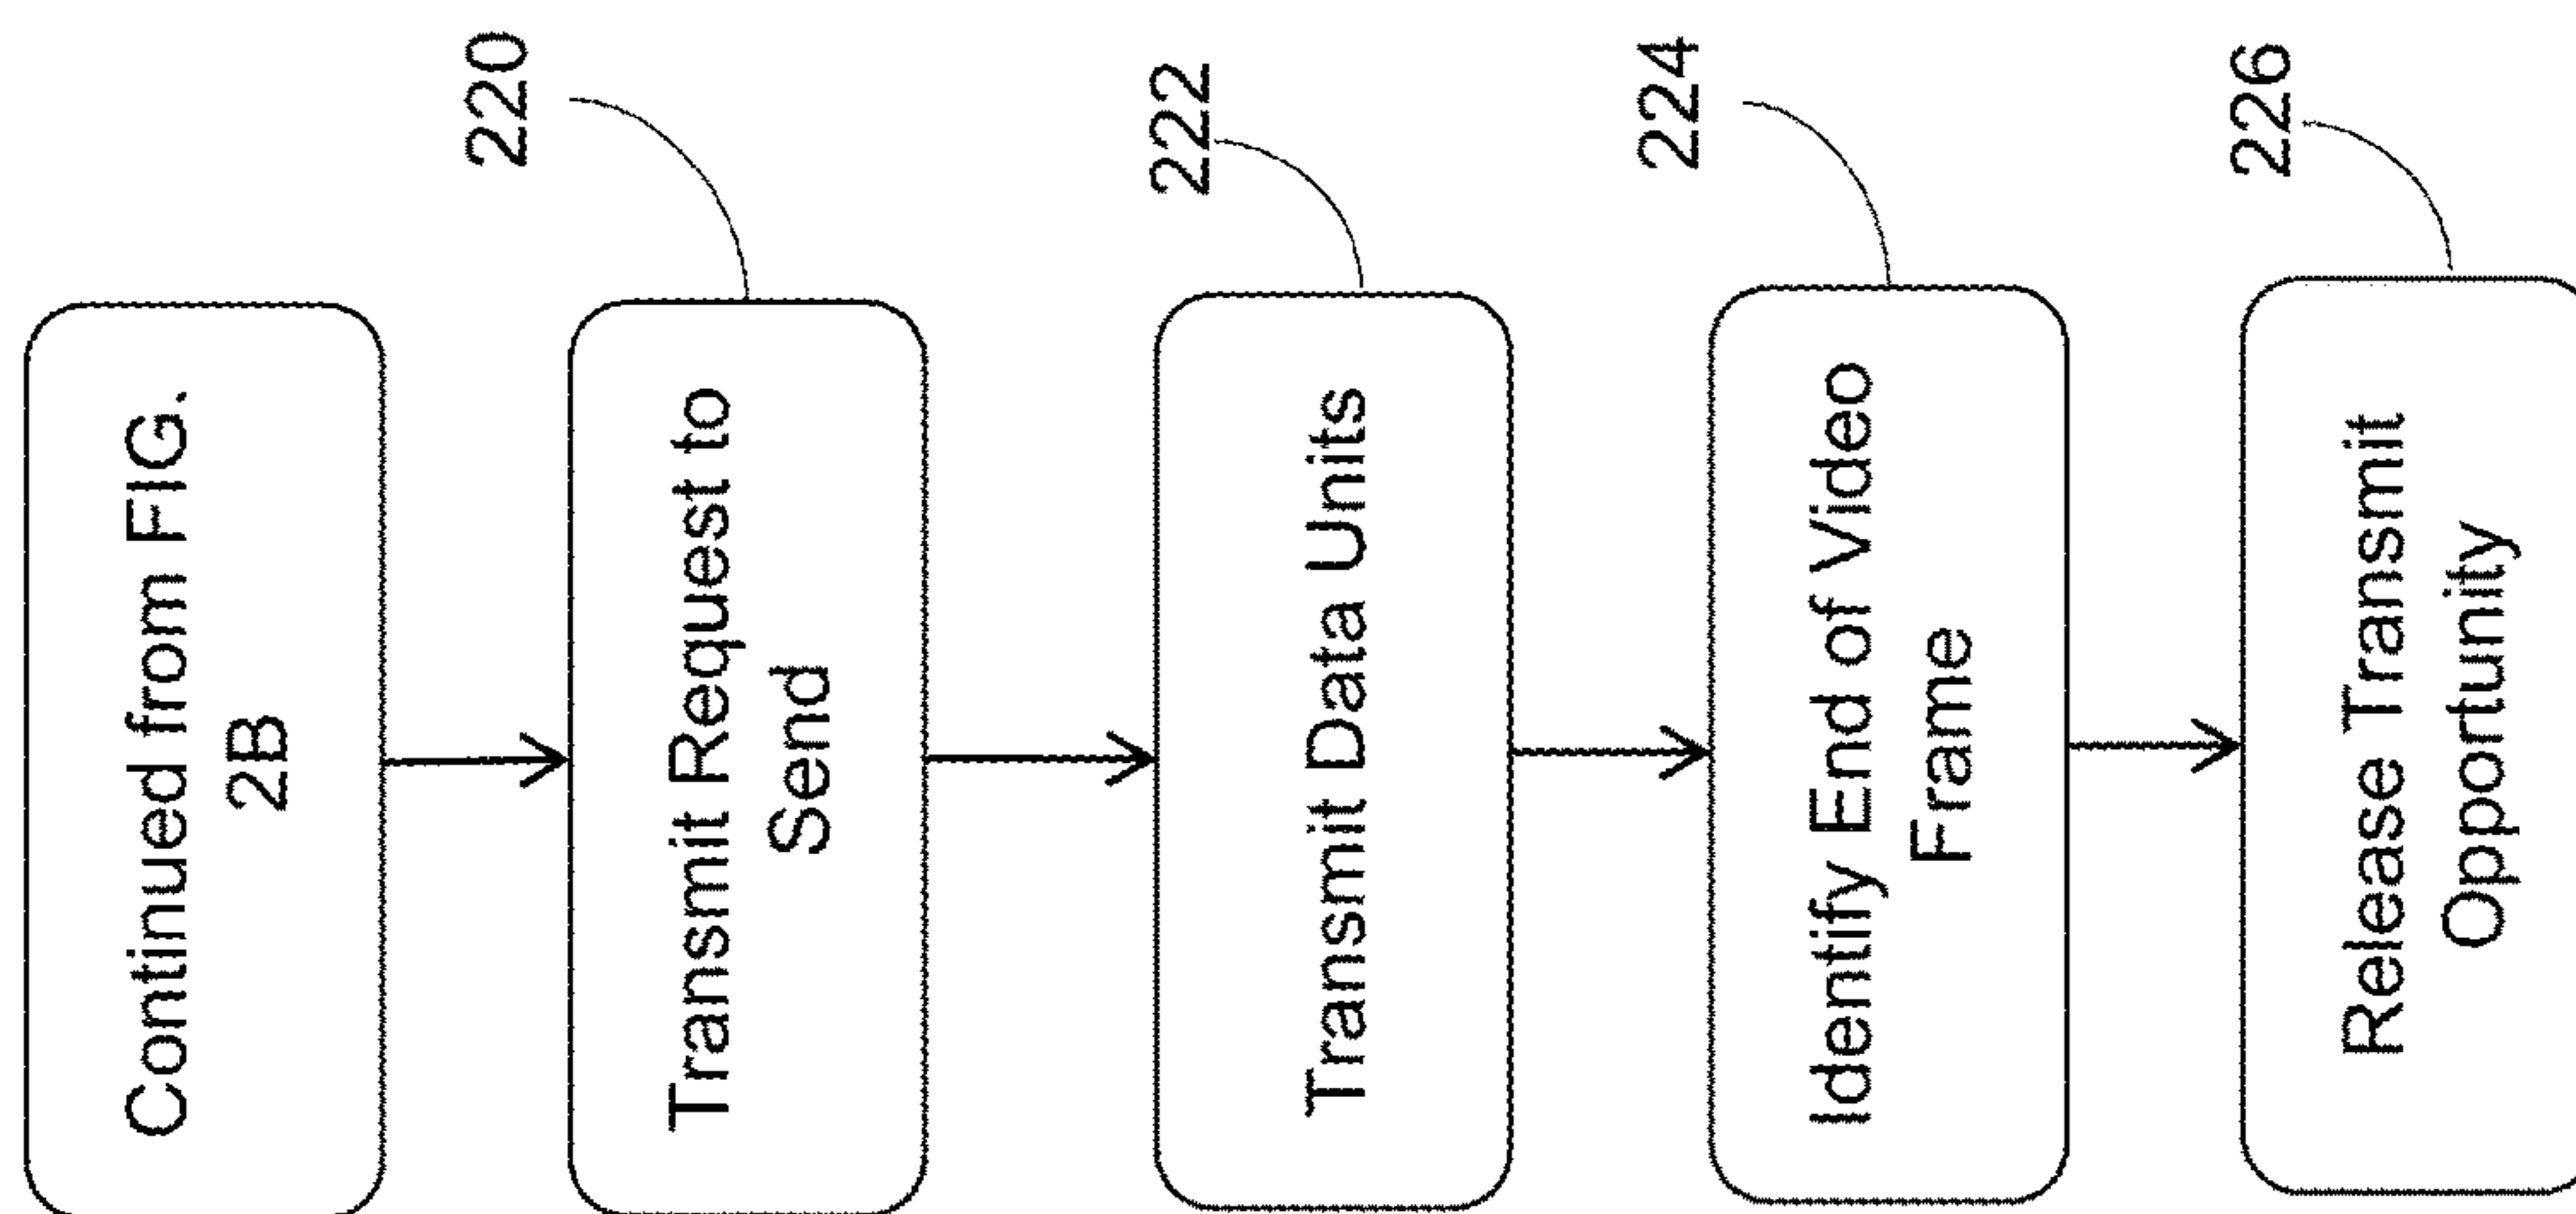 Continued from FIG.
2B
220
Transmit Request to
Send
222
Transmit Data Units
224
Identify End of Video
Frame
226
Release Transmit
Opportunity